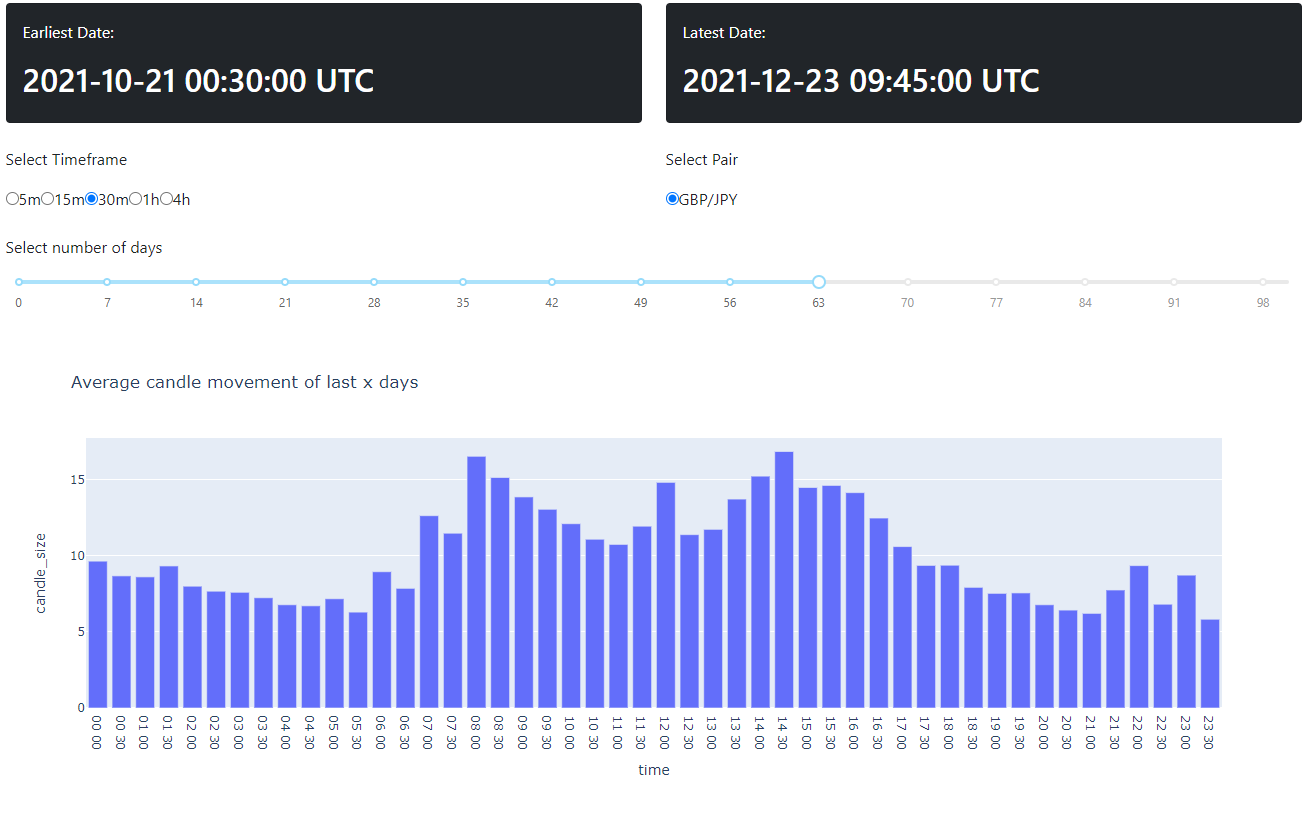 Earliest Date:
2021-10-21 00:30:00 UTC
Latest Date:
2021-12-23 09:45:00 UTC
Select Timeframe
5m 15m 30m 1h 4h
Select Pair
GBP/JPY
Select number of days
0 7 14 21 28 35 42 49 56 63 70 77 84 91 98
Average candle movement of last x days
15
10
5
0
candle_size
00 00 00 30 01 00 01 30 02 00 02 30 03 00 03 30 04 00 04 30 05 00 05 30 06 00 06 30 07 00 07 30 08 00 08 30 09 00 09 30 10 00 10 30 11 00 11 30 12 00 12 30 13 00 13 30 14 00 14 30 15 00 15 30 16 00 16 30 17 00 17 30 18 00 18 30 19 00 19 30 20 00 20 30 21 00 21 30 22 00 22 30 23 00 23 30
time